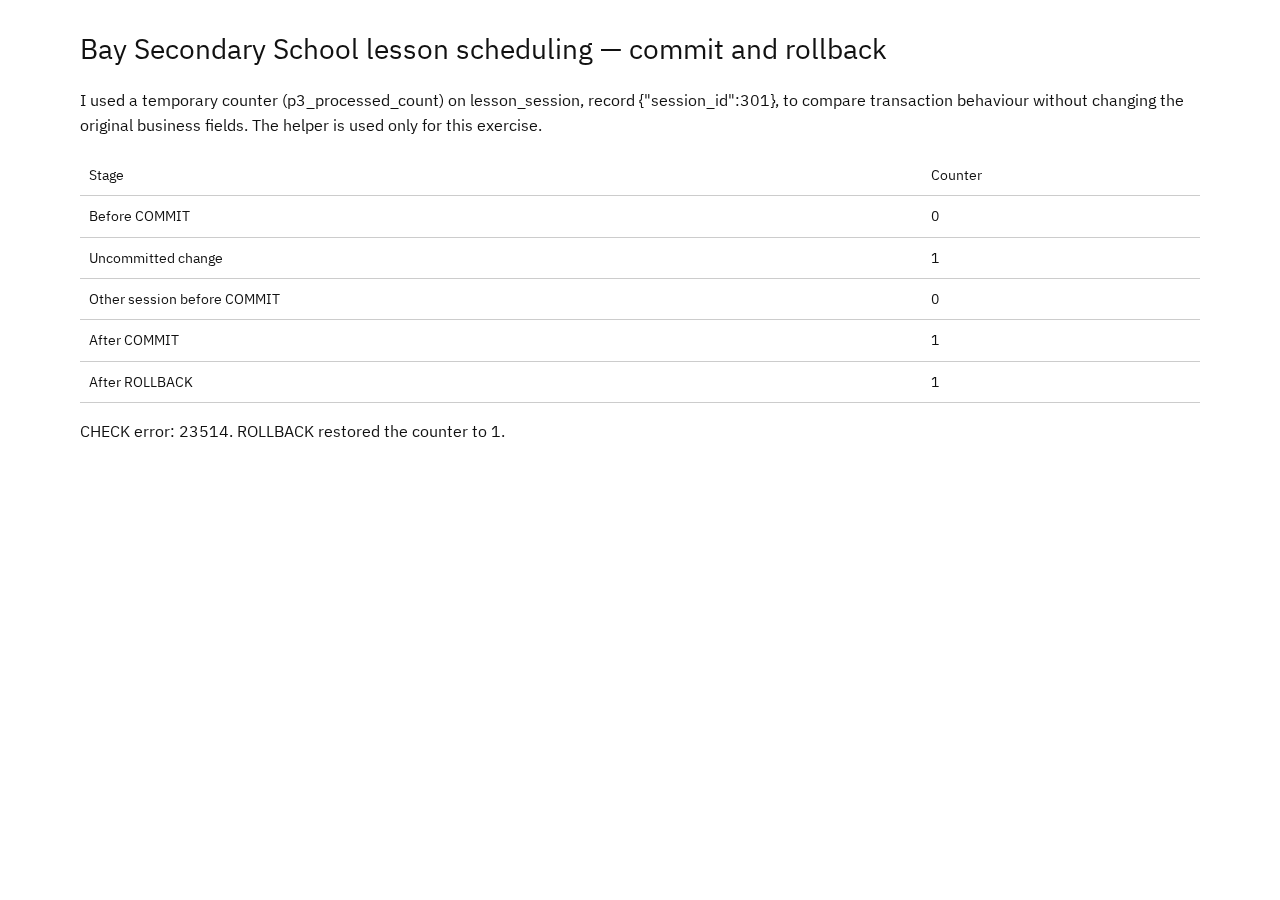 Bay Secondary School lesson scheduling — commit and rollback
I used a temporary counter (p3_processed_count) on lesson_session, record {"session_id":301}, to compare transaction behaviour without changing the
original business fields. The helper is used only for this exercise.
Stage Counter
Before COMMIT 0
Uncommitted change 1
Other session before COMMIT 0
After COMMIT 1
After ROLLBACK 1
CHECK error: 23514. ROLLBACK restored the counter to 1.